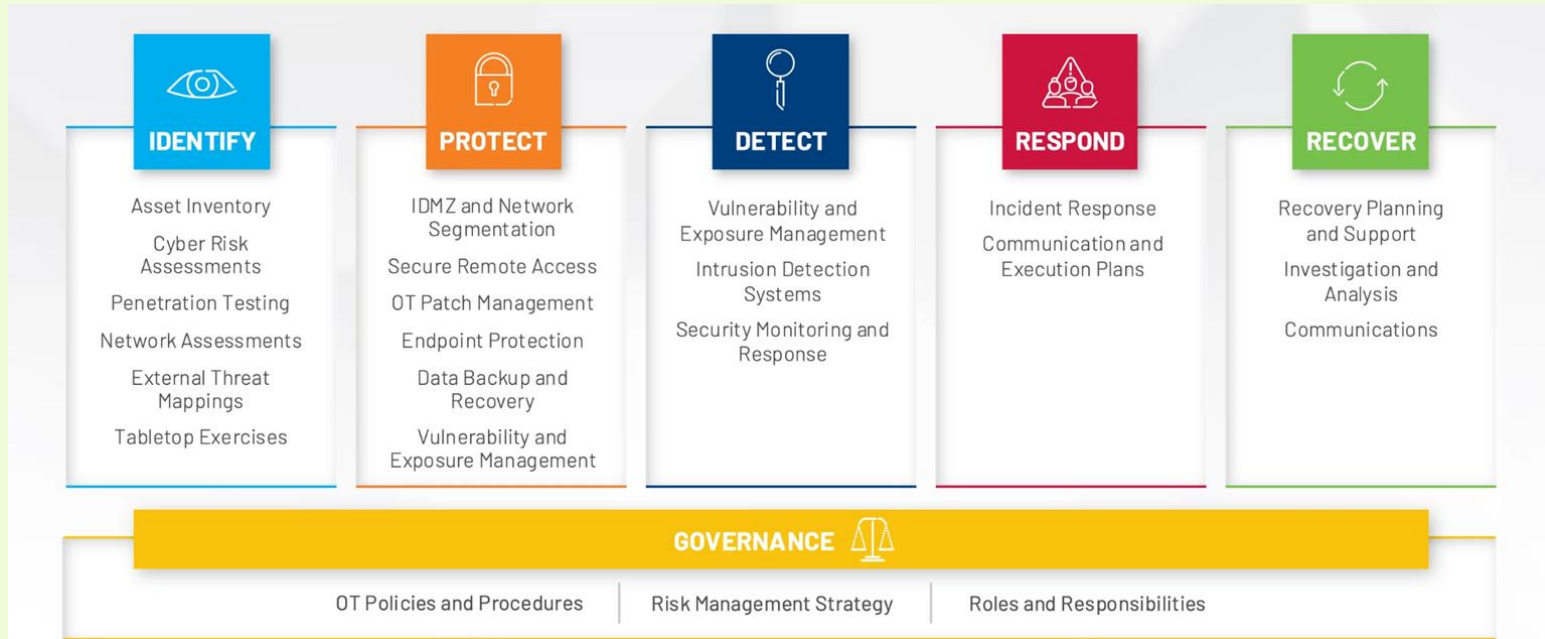 IDENTIFY
Asset Inventory
Cyber Risk
Assessments
Penetration Testing
Network Assessments
External Threat
Mappings
Tabletop Exercises
PROTECT
IDMZ and Network
Segmentation
Secure Remote Access
OT Patch Management
Endpoint Protection
Data Backup and
Recovery
Vulnerability and
Exposure Management
DETECT
Vulnerability and
Exposure Management
Intrusion Detection
Systems
Security Monitoring and
Response
RESPOND
Incident Response
Communication and
Execution Plans
RECOVER
Recovery Planning
and Support
Investigation and
Analysis
Communications
GOVERNANCE
OT Policies and Procedures
Risk Management Strategy
Roles and Responsibilities